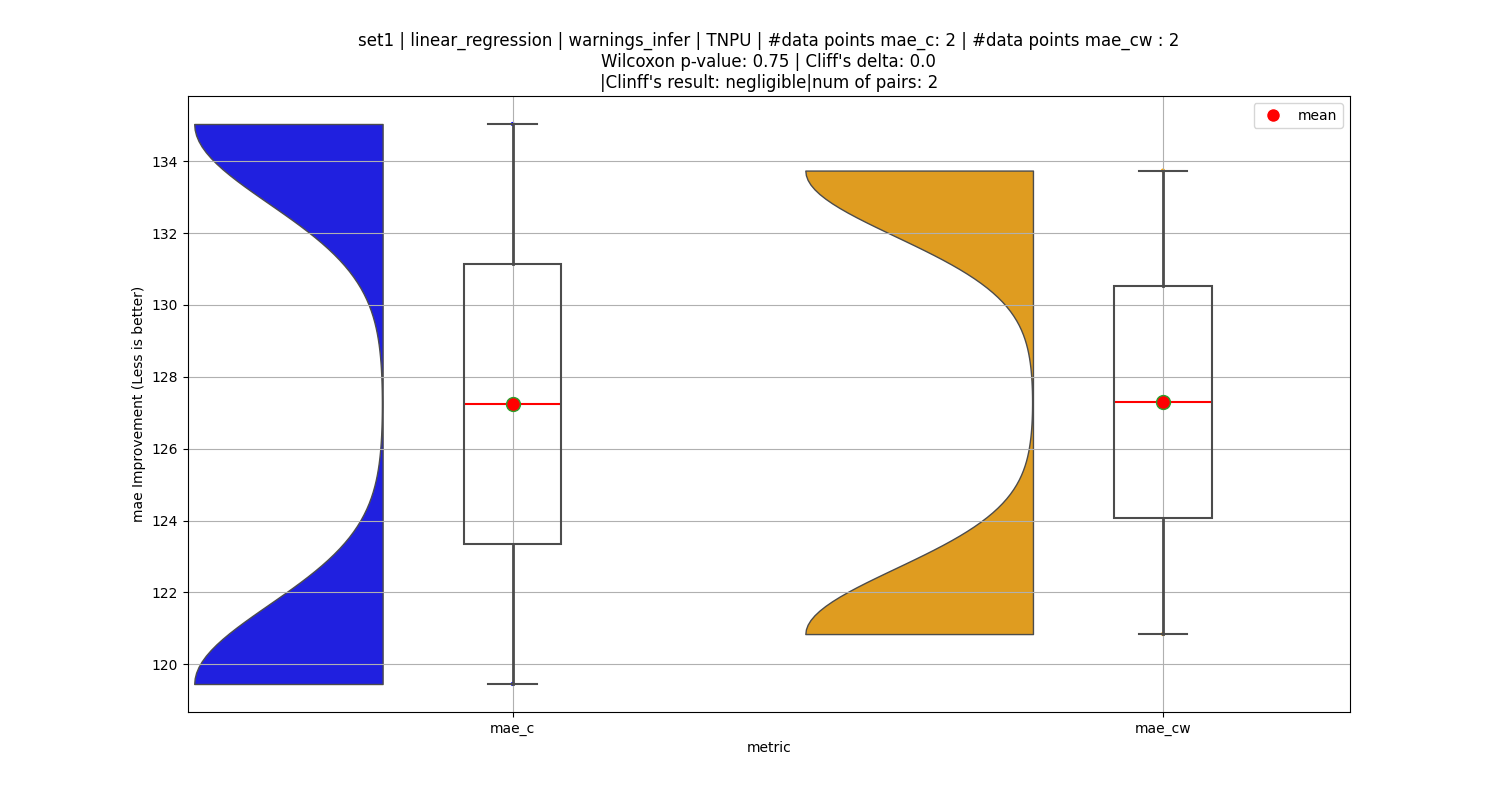 set1 | linear_regression | warnings_infer | TNPU | #data points mae_c: 2 | #data points mae_cw : 2
Wilcoxon p-value: 0.75 | Cliff's delta: 0.0
|Clinff's result: negligible|num of pairs: 2
mean
134
132
130
128
126
124
122
120
mae Improvement (Less is better)
mae_c
mae_cw
metric